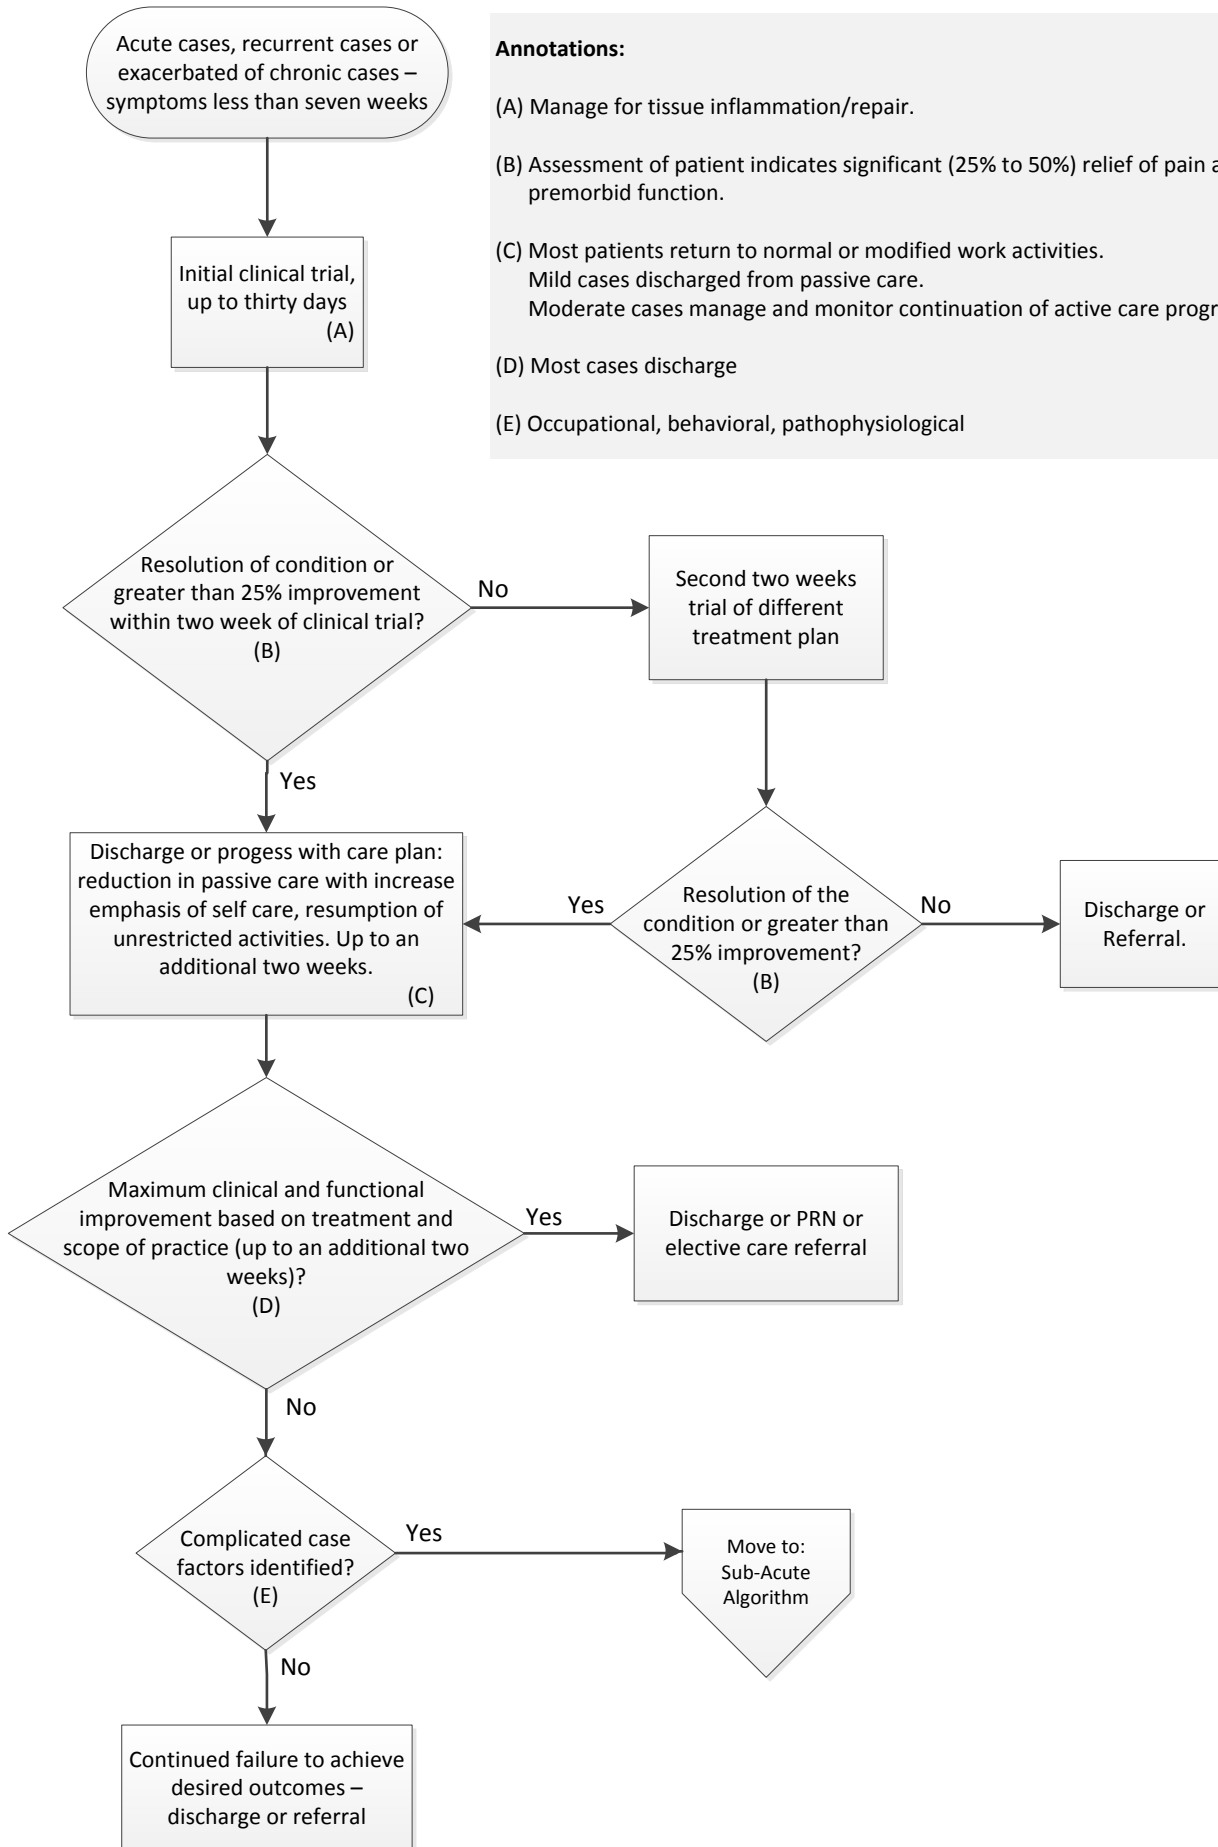 Acute cases, recurrent cases or
exacerbated of chronic cases –
symptoms less than seven weeks
Annotations:
(A) Manage for tissue inflammation/repair.
(B) Assessment of patient indicates significant (25% to 50%) relief of pain
premorbid function.
(C) Most patients return to normal or modified work activities.
Mild cases discharged from passive care.
Moderate cases manage and monitor continuation of active care
(D) Most cases discharge
(E) Occupational, behavioral, pathophysiological
Initial clinical trial,
up to thirty days
(A)
Resolution of condition or
greater than 25% improvement
within two week of clinical trial?
(B)
No
Second two weeks
trial of different
treatment plan
Yes
Discharge or progess with care plan:
reduction in passive care with increase
emphasis of self care, resumption of
unrestricted activities. Up to an
additional two weeks.
(C)
Yes
Resolution of the
condition or greater than
25% improvement?
(B)
No
Discharge or
Referral.
Maximum clinical and functional
improvement based on treatment and
scope of practice (up to an additional two
weeks)?
(D)
Yes
Discharge or PRN or
elective care referral
No
Complicated case
factors identified?
(E)
Yes
Move to:
Sub-Acute
Algorithm
No
Continued failure to achieve
desired outcomes –
discharge or referral